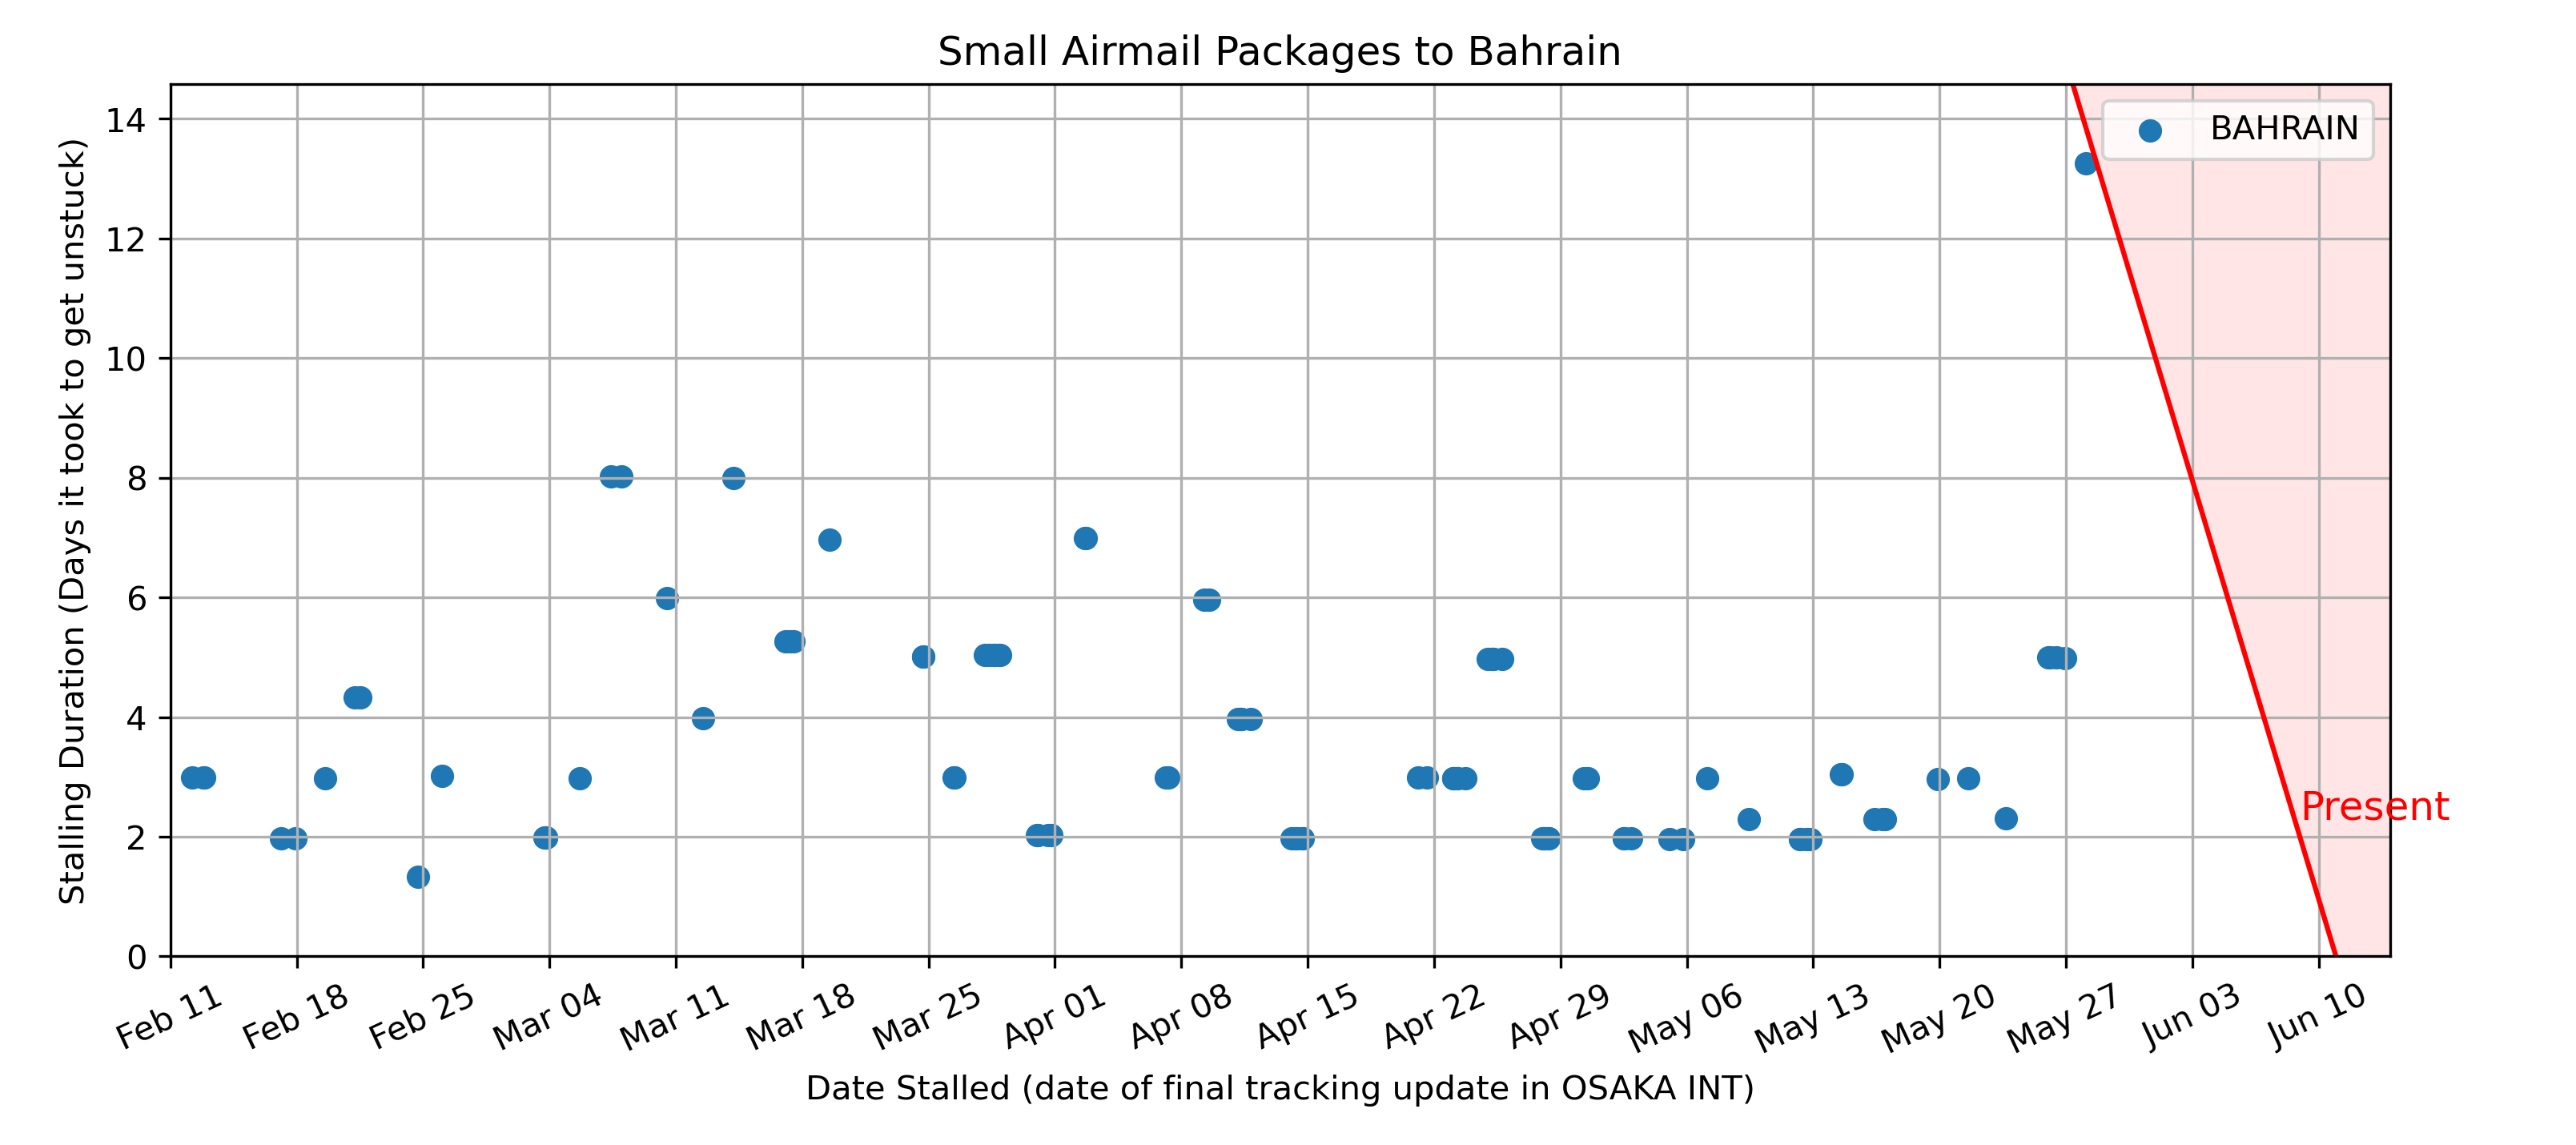 Small Airmail Packages to Bahrain
Stalling Duration (Days it took to get unstuck)
14
12
10
8
6
4
2
0
BAHRAIN
Present
Feb 11
Feb 18
Feb 25
Mar 04
Mar 11
Mar 18
Mar 25
Apr 01
Apr 08
Apr 15
Apr 22
Apr 29
May 06
May 13
May 20
May 27
Jun 03
Jun 10
Date Stalled (date of final tracking update in OSAKA INT)